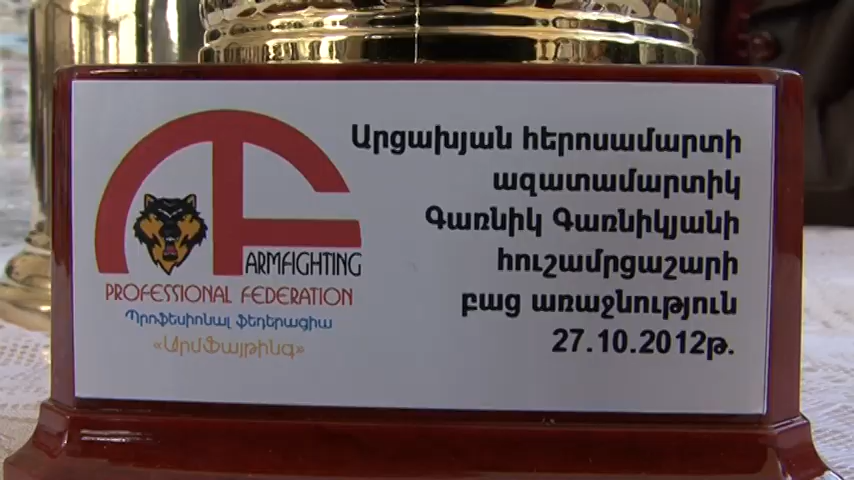 ARMFIGHTING
PROFESSIONAL FEDERATION
Պրոֆեսիոնալ ֆեդերացիա
«ԱրմՖայթինգ»
Արցախյան հերոսամարտի
ազատամարտիկ
Գառնիկ Գառնիկյանի
հուշամրցաշարի
բաց առաջնություն
27.10.2012թ.